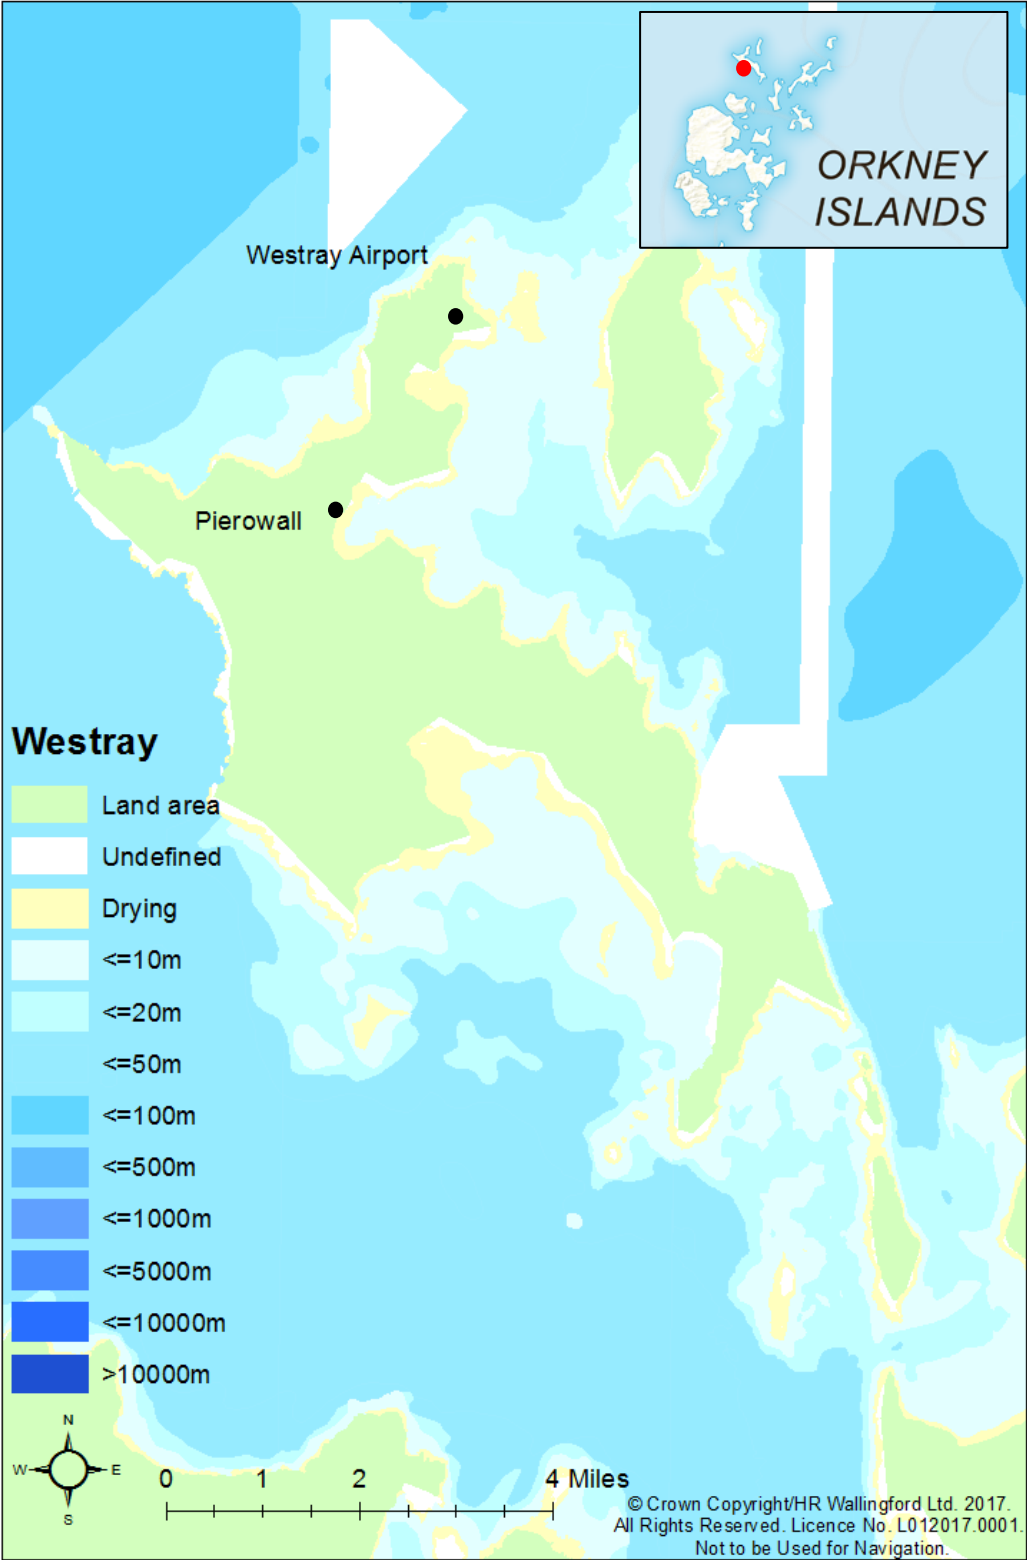 ORKNEY
ISLANDS
Westray Airport
Pierowall
Westray
Land area
Undefined
Drying
<=10m
<=20m
<=50m
<=100m
<=500m
<=1000m
<=5000m
<=10000m
>10000m
N
W E
S
0 1 2 4 Miles
© Crown Copyright/HR Wallingford Ltd. 2017.
All Rights Reserved. Licence No. L012017.0001.
Not to be Used for Navigation.